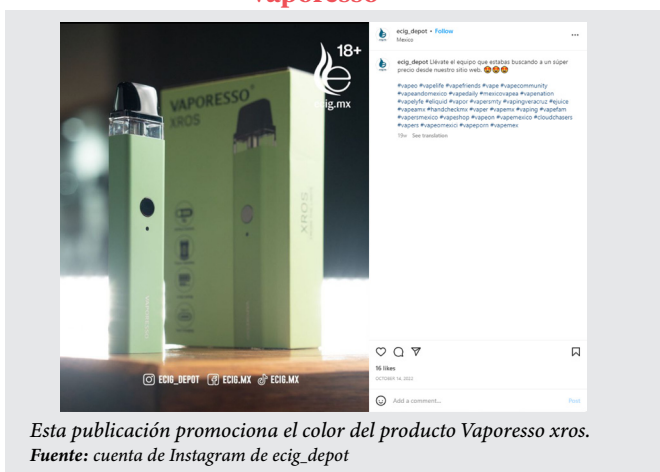 vaporesso
18+
ecig.mx
VAPORESSO
XROS
XROS
ECIG_DEPOT ECIG.MX ECIG.MX
ecig_depot • Follow
Mexico
ecig_depot Llévate el equipo que estabas buscando a un súper
precio desde nuestro sitio web. 🥵🥵🥵
#vapeo #vapelife #vapefriends #vape #vapecommunity
#vapeandomexico #vapedaily #mexicovapea #vapenation
#vapelyfe #eliquid #vapor #vapersmty #vapingveracruz #ejuice
#vapeamx #handcheckmx #vaper #vapemx #vaping #vapefam
#vapersmexico #vapeshop #vapeon #vapemexico #cloudchasers
#vapers #vapeomexici #vapeporn #vapemex
See translation
16 likes
OCTOBER 14, 2022
Add a comment... Post
Esta publicación promociona el color del producto Vaporesso xros.
Fuente: cuenta de Instagram de ecig_depot